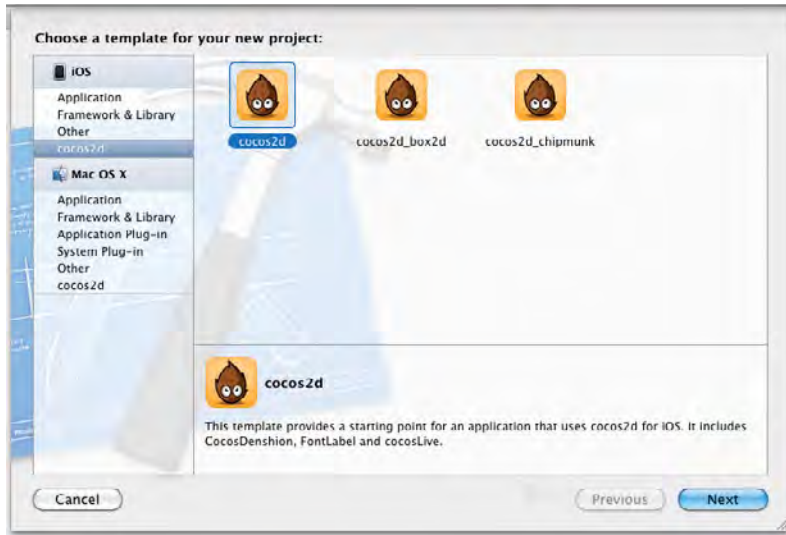 Choose a template for your new project:
iOS
Application
Framework & Library
Other
cocos2d
Mac OS X
Application
Framework & Library
Application Plug-in
System Plug-in
Other
cocos2d
cocos2d
cocos2d_box2d
cocos2d_chipmunk
cocos2d
This template provides a starting point for an application that uses cocos2d for iOS. It includes
CocosDenshion, FontLabel and cocosLive.
Cancel
Previous
Next